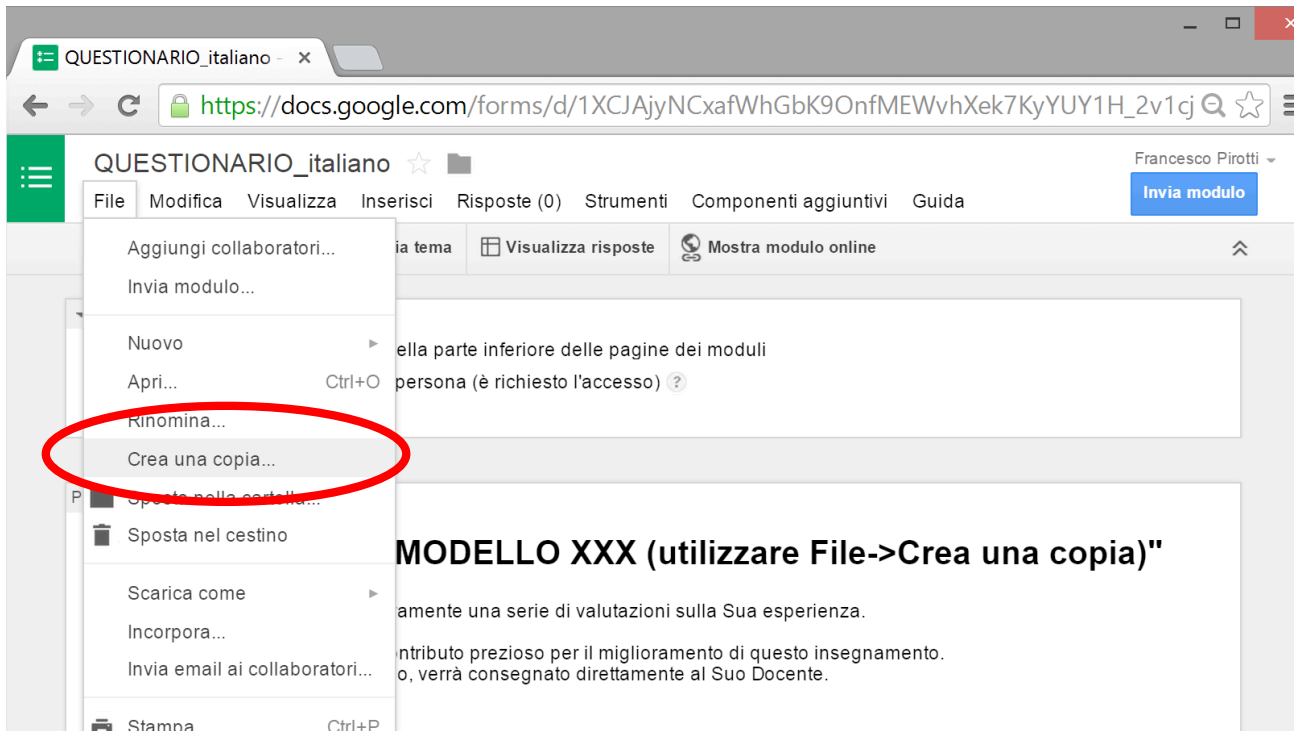 QUESTIONARIO_italiano -
https://docs.google.com/forms/d/1XCJAjyNCxafWhGbK9OnfMEWvhXek7KyYUY1H_2v1cj
QUESTIONARIO_italiano
Francesco Pirotti
File Modifica Visualizza Inserisci Risposte (0) Strumenti Componenti aggiuntivi Guida
Invia modulo
ia tema Visualizza risposte Mostra modulo online
Aggiungi collaboratori...
Invia modulo...
Nuovo
ella parte inferiore delle pagine dei moduli
Apri... Ctrl+O
persona (è richiesto l'accesso) ?
Rinomina...
Crea una copia...
P
Sposta nella cartella...
Sposta nel cestino
MODELLO XXX (utilizzare File->Crea una copia)"
Scarica come
ramente una serie di valutazioni sulla Sua esperienza.
Incorpora...
ntributo prezioso per il miglioramento di questo insegnamento.
Invia email ai collaboratori...
o, verrà consegnato direttamente al Suo Docente.
Stampa Ctrl+P